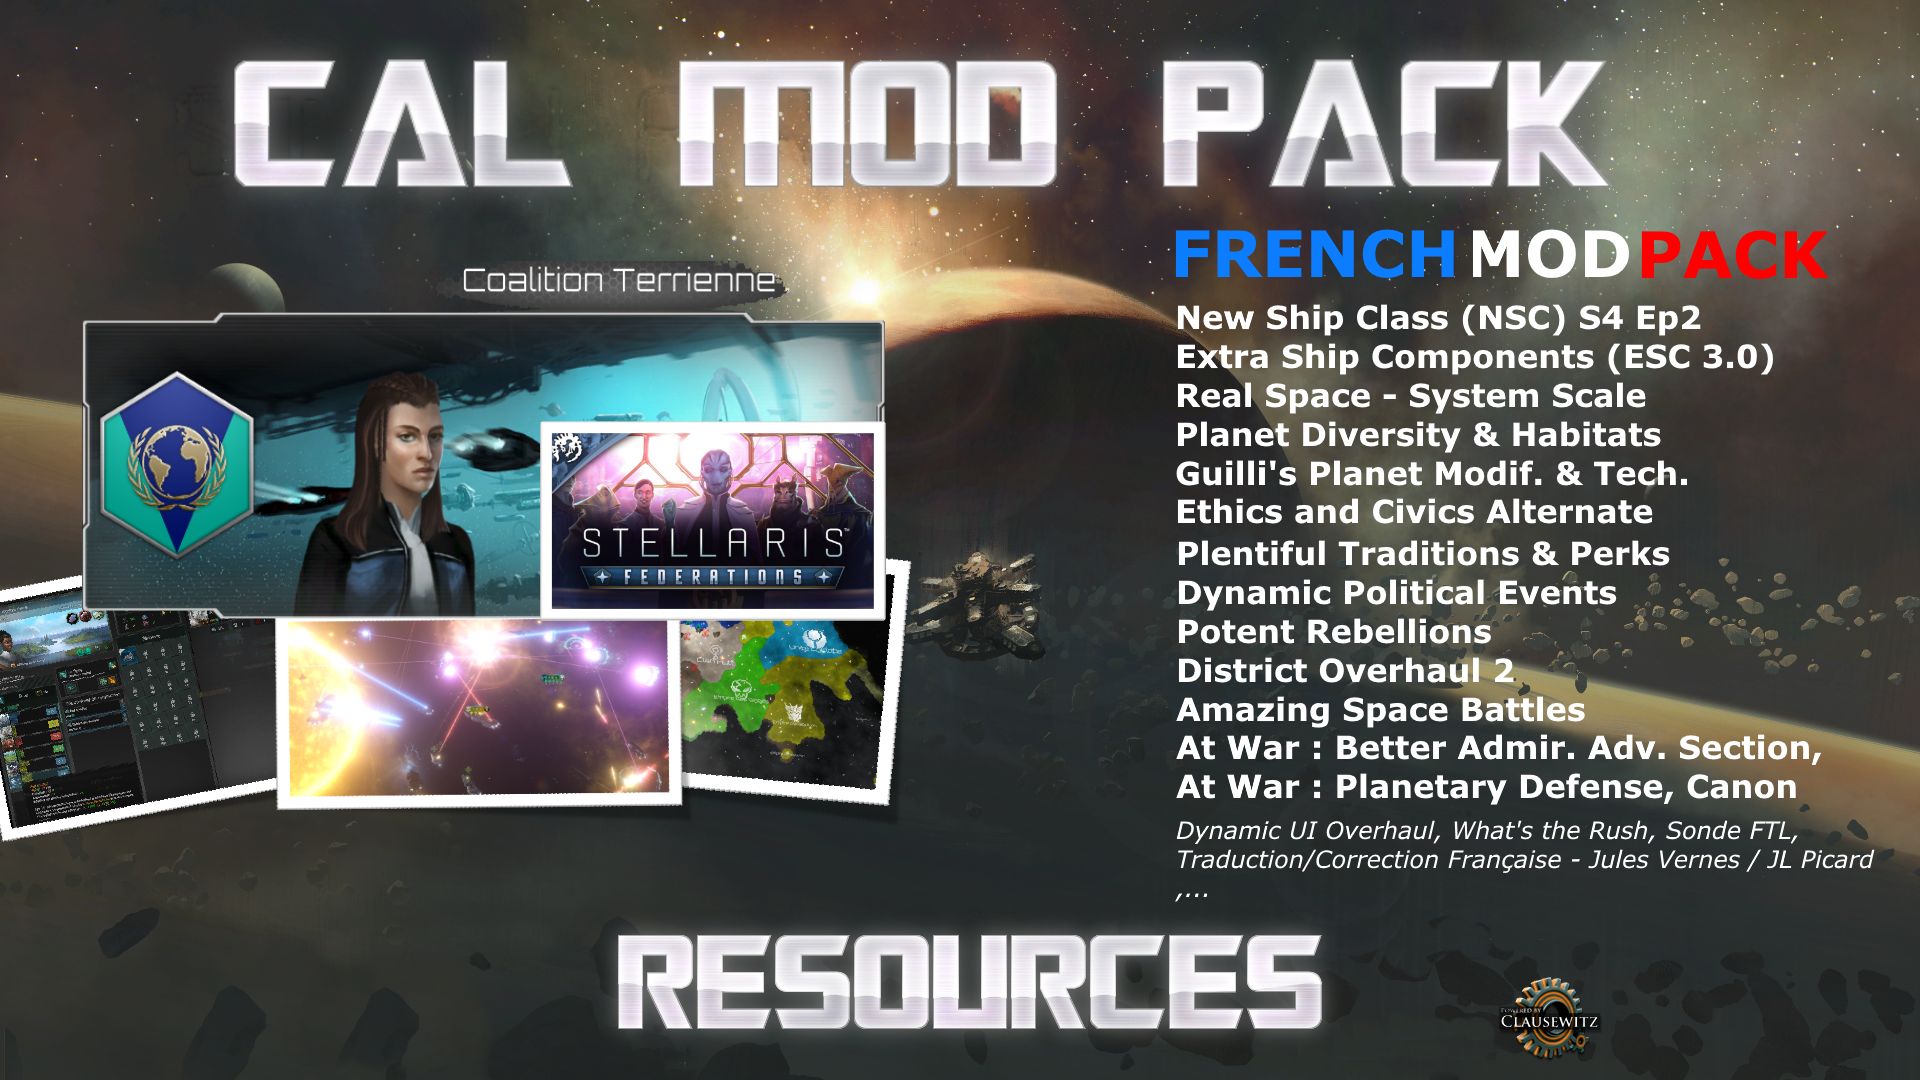 CAL MOD PACK
FRENCH MOD PACK
Coalition Terrienne
STELLARIS™
FEDERATIONS
New Ship Class (NSC) S4 Ep2
Extra Ship Components (ESC 3.0)
Real Space - System Scale
Planet Diversity & Habitats
Guilli's Planet Modif. & Tech.
Ethics and Civics Alternate
Plentiful Traditions & Perks
Dynamic Political Events
Potent Rebellions
District Overhaul 2
Amazing Space Battles
At War : Better Admir. Adv. Section,
At War : Planetary Defense, Canon
Dynamic UI Overhaul, What's the Rush, Sonde FTL,
Traduction/Correction Française - Jules Vernes / JL Picard
,...
RESOURCES
POWERED BY
CLAUSEWITZ